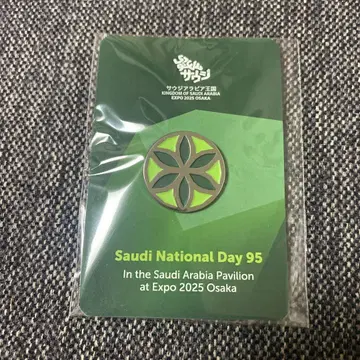 サウジアラビア王国
KINGDOM OF SAUDI ARABIA
EXPO 2025 OSAKA
Saudi National Day 95
In the Saudi Arabia Pavilion
at Expo 2025 Osaka